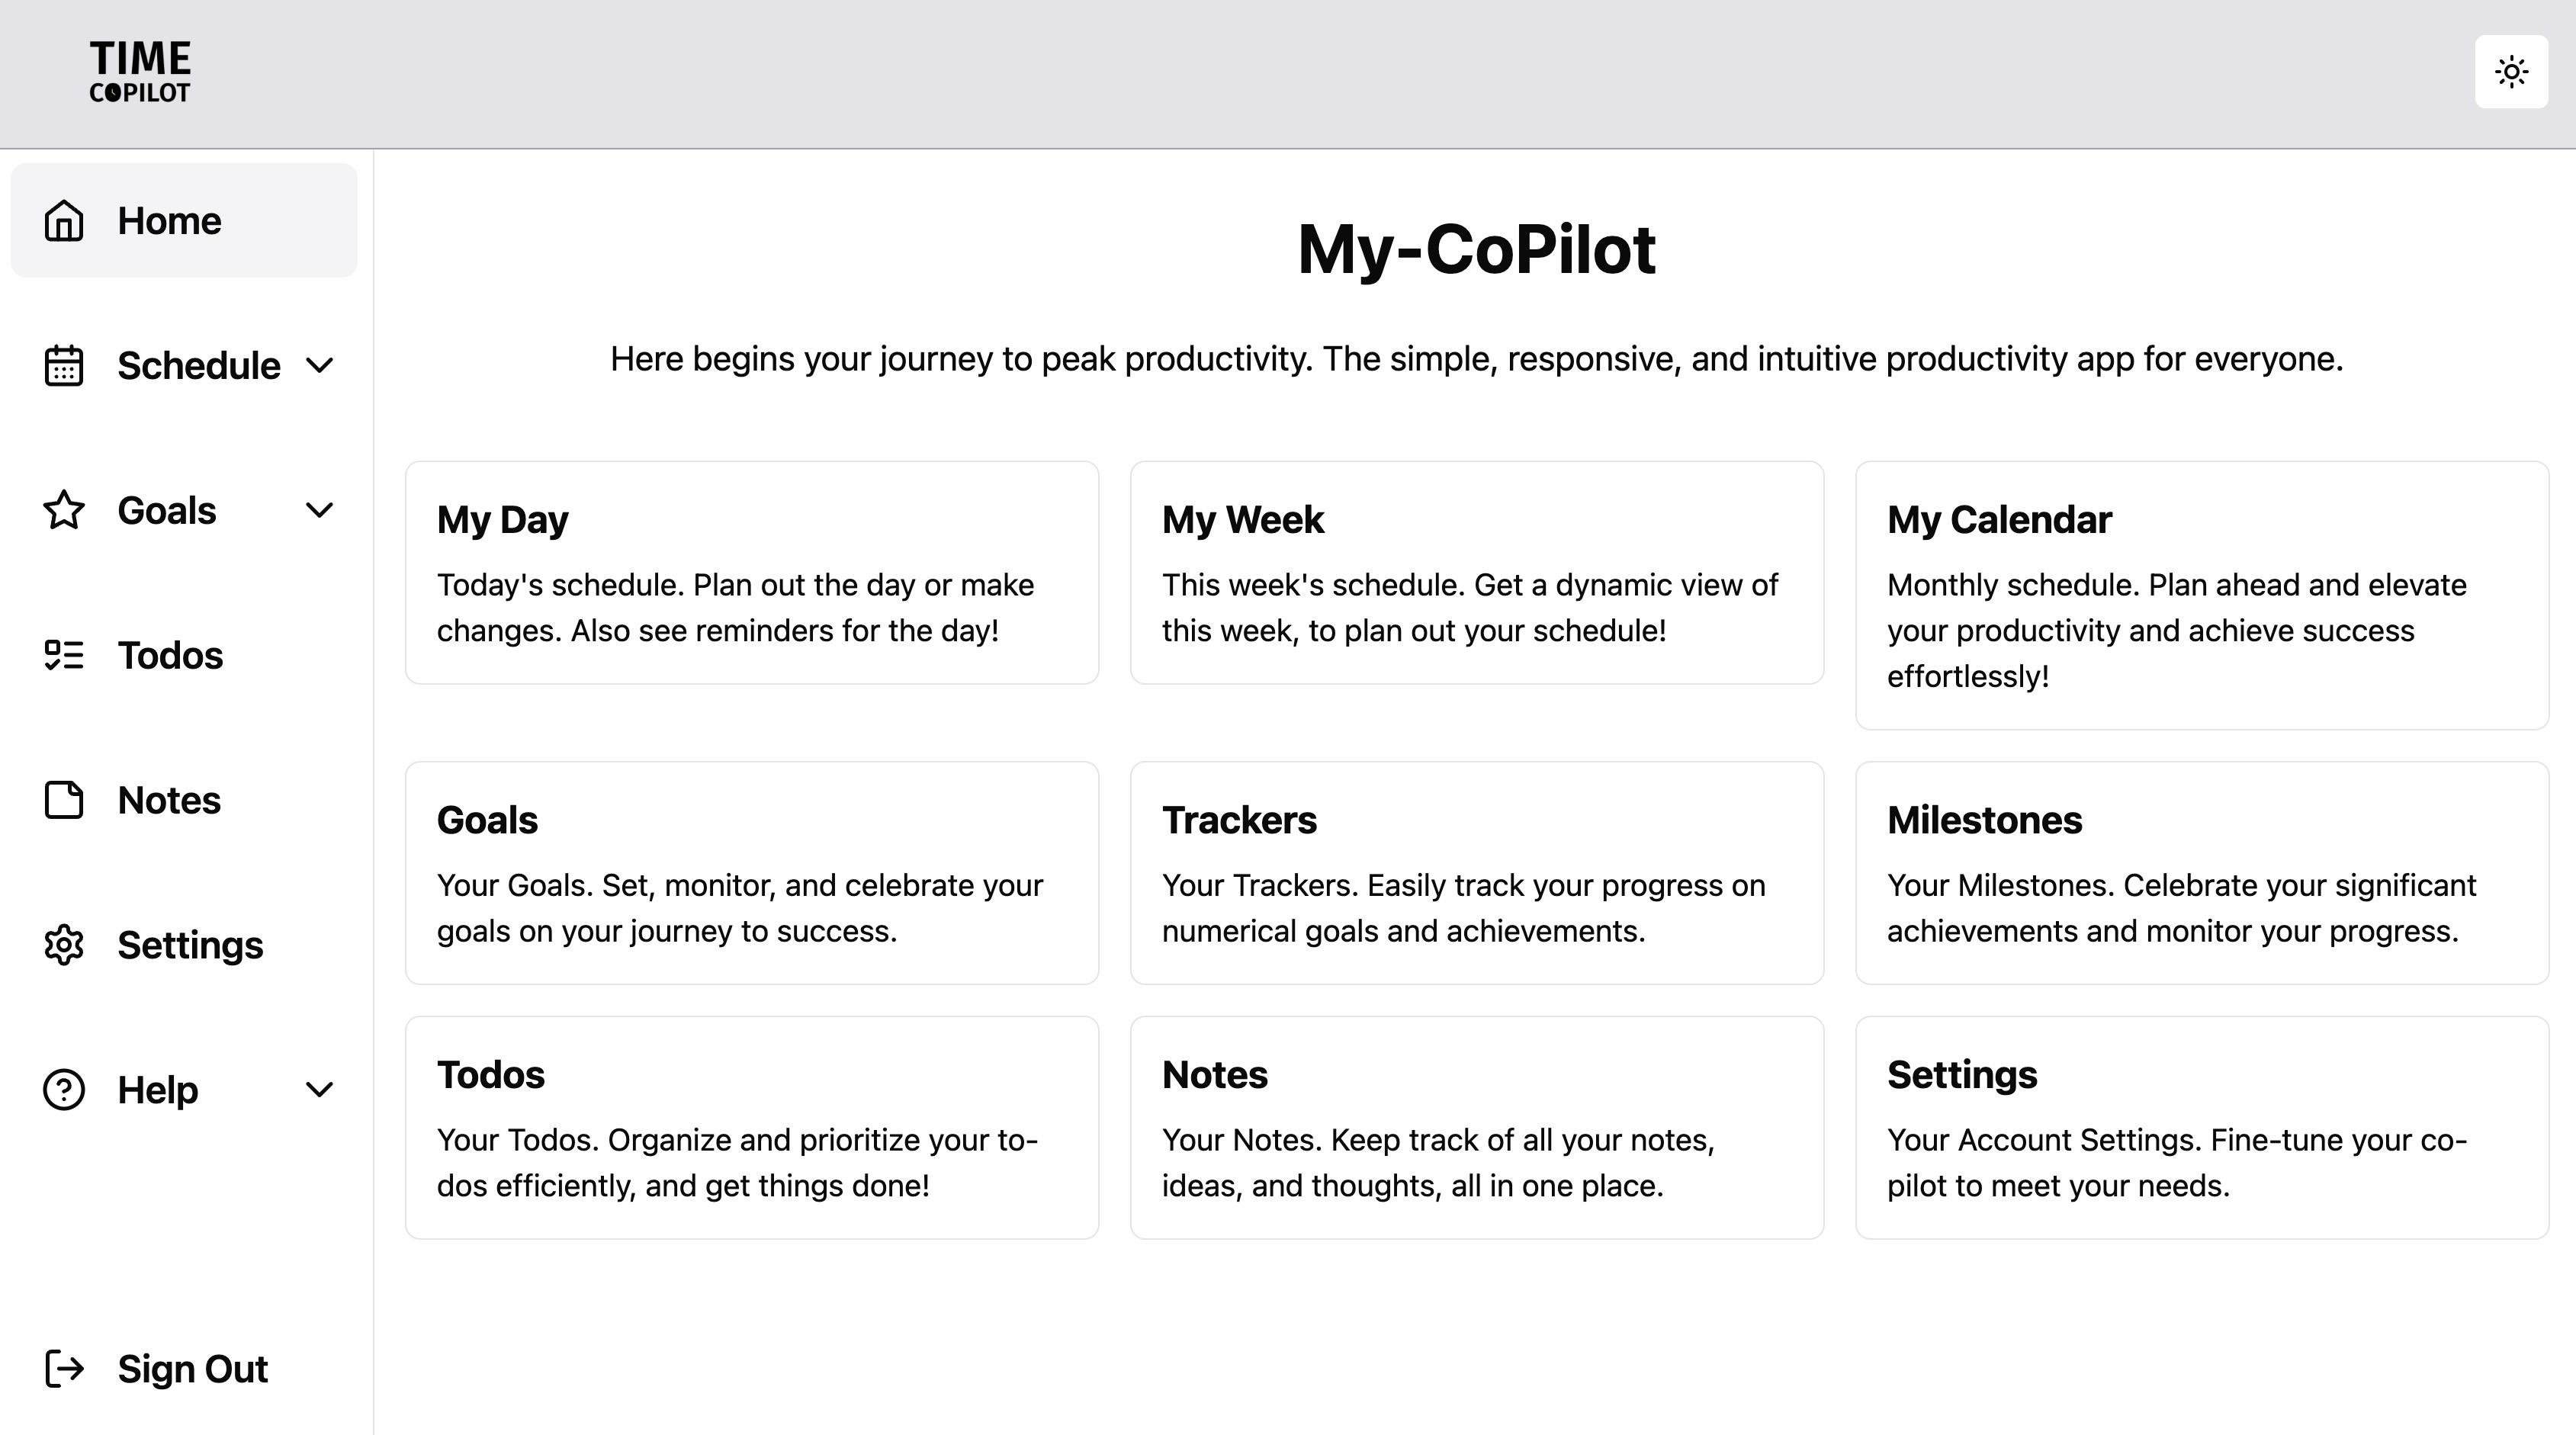 TIME
COPILOT
Home
Schedule
Goals
Todos
Notes
Settings
Help
Sign Out
My-CoPilot
Here begins your journey to peak productivity. The simple, responsive, and intuitive productivity app for everyone.
My Day
Today's schedule. Plan out the day or make
changes. Also see reminders for the day!
My Week
This week's schedule. Get a dynamic view of
this week, to plan out your schedule!
My Calendar
Monthly schedule. Plan ahead and elevate
your productivity and achieve success
effortlessly!
Goals
Your Goals. Set, monitor, and celebrate your
goals on your journey to success.
Trackers
Your Trackers. Easily track your progress on
numerical goals and achievements.
Milestones
Your Milestones. Celebrate your significant
achievements and monitor your progress.
Todos
Your Todos. Organize and prioritize your to-
dos efficiently, and get things done!
Notes
Your Notes. Keep track of all your notes,
ideas, and thoughts, all in one place.
Settings
Your Account Settings. Fine-tune your co-
pilot to meet your needs.